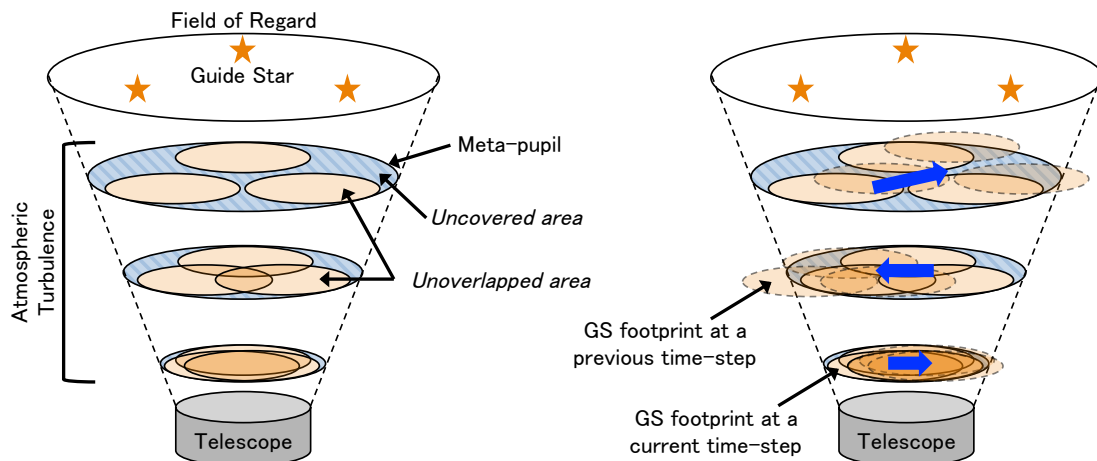 Field of Regard
Guide Star
Meta-pupil
Uncovered area
Unoverlapped area
Atmospheric
Turbulence
Telescope
GS footprint at a
previous time-step
GS footprint at a
current time-step
Telescope